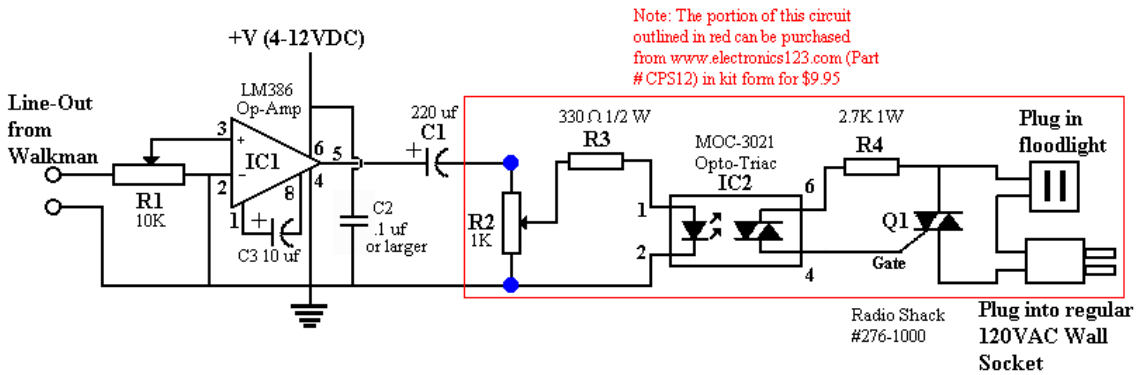 Note: The portion of this circuit
outlined in red can be purchased
from www.electronics123.com (Part
# CPS12) in kit form for $9.95
+V (4-12VDC)
Line-Out
from
Walkman
LM386
Op-Amp
3
+
IC1
6
5
2
-
4
8
1
+
R1
10K
C3 10 uf
220 uf
C1
+
C2
.1 uf
or larger
R2
1K
330 Ω 1/2 W
R3
MOC-3021
Opto-Triac
IC2
1
2
6
4
2.7K 1W
R4
Q1
Gate
Plug in
floodlight
Radio Shack
#276-1000
Plug into regular
120VAC Wall
Socket